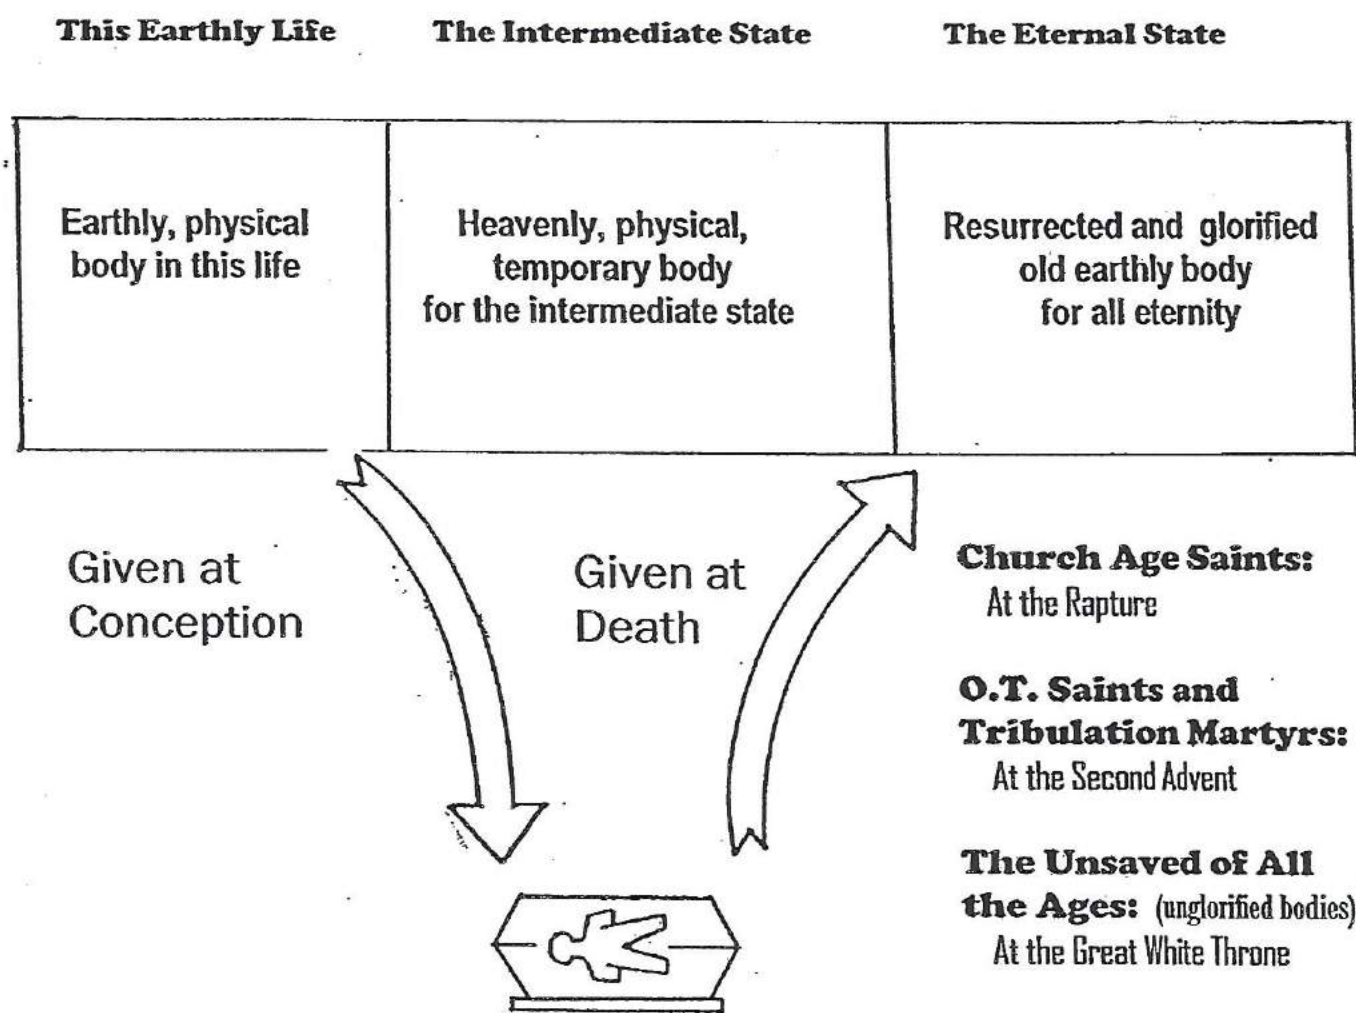 This Earthly Life
The Intermediate State
The Eternal State
Earthly, physical
body in this life
Heavenly, physical,
temporary body
for the intermediate state
Resurrected and glorified
old earthly body
for all eternity
Given at
Conception
Given at
Death
Church Age Saints:
At the Rapture
O.T. Saints and
Tribulation Martyrs:
At the Second Advent
The Unsaved of All
the Ages: (unglorified bodies)
At the Great White Throne